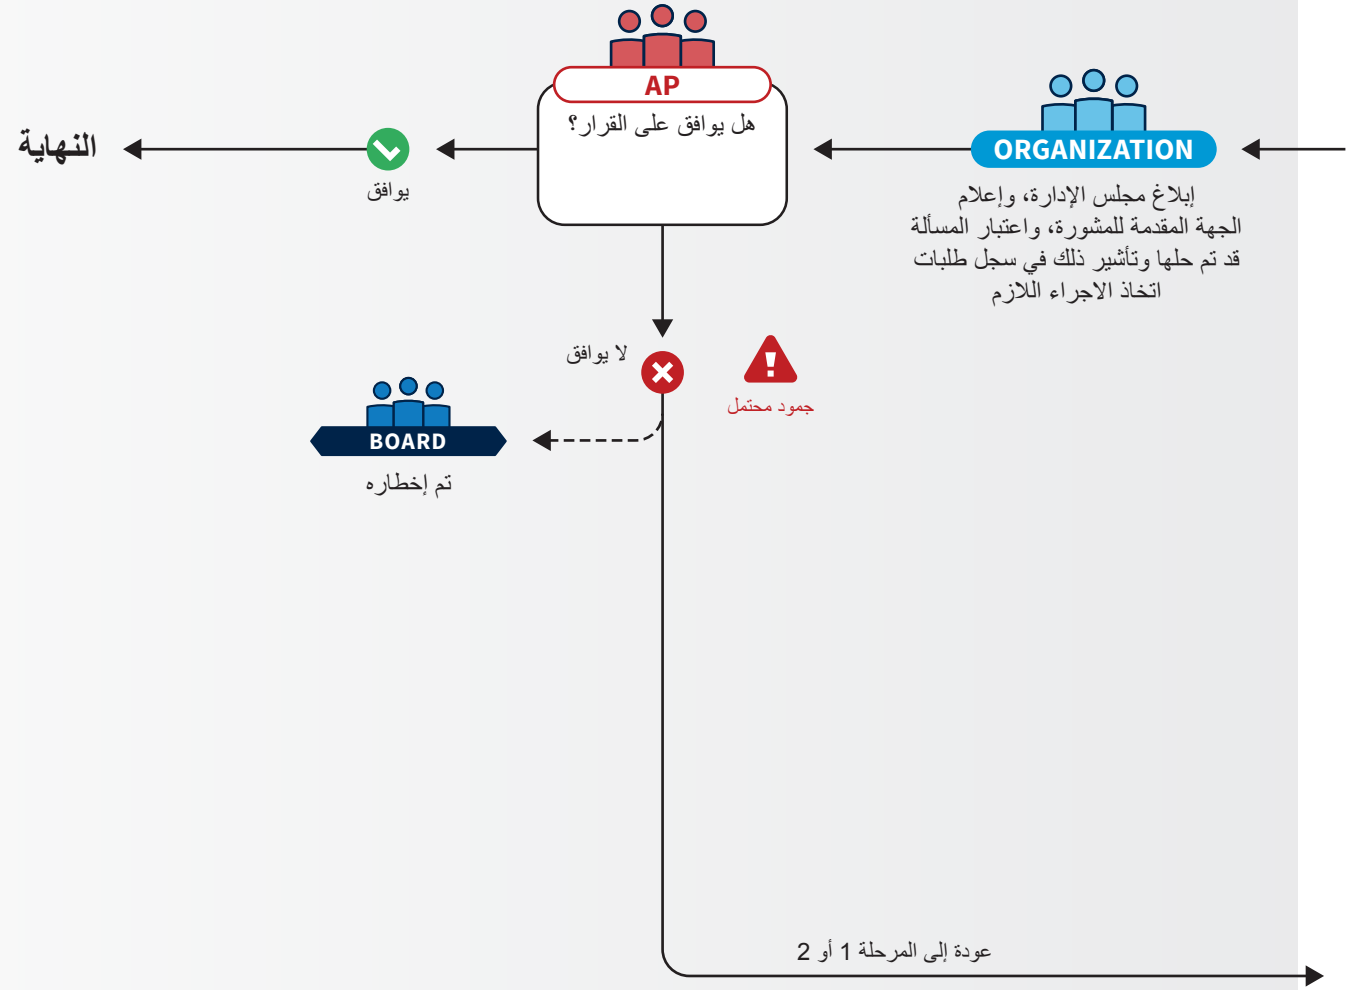 ORGANIZATION
إبلاغ مجلس الإدارة، وإعلام
الجهة المقدمة للمشورة، واعتبار المسألة
قد تم حلها وتأشير ذلك في سجل طلبات
اتخاذ الاجراء اللازم
AP
هل يوافق على القرار؟
يوافق
النهاية
لا يوافق
جمود محتمل
BOARD
تم إخطاره
عودة إلى المرحلة 1 أو 2